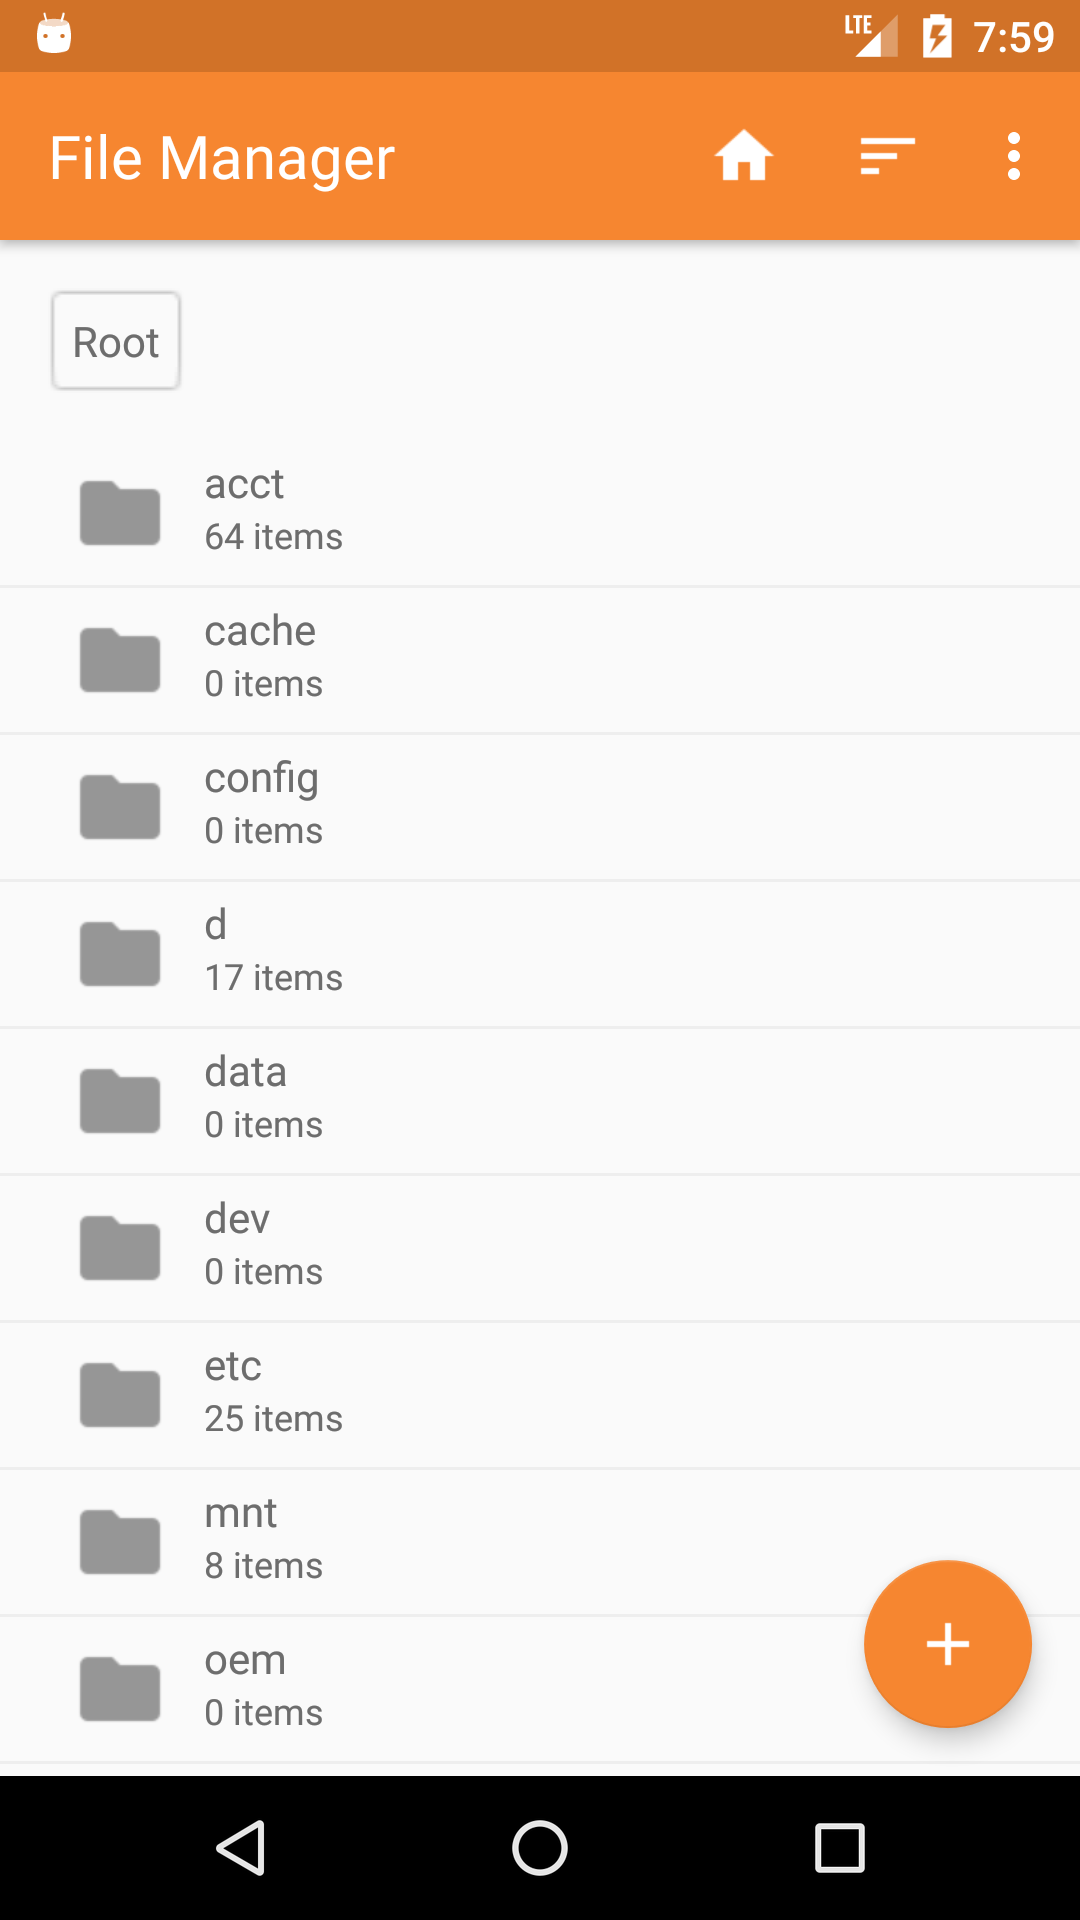 LTE 7:59
File Manager
Root
acct
64 items
cache
0 items
config
0 items
d
17 items
data
0 items
dev
0 items
etc
25 items
mnt
8 items
oem
0 items